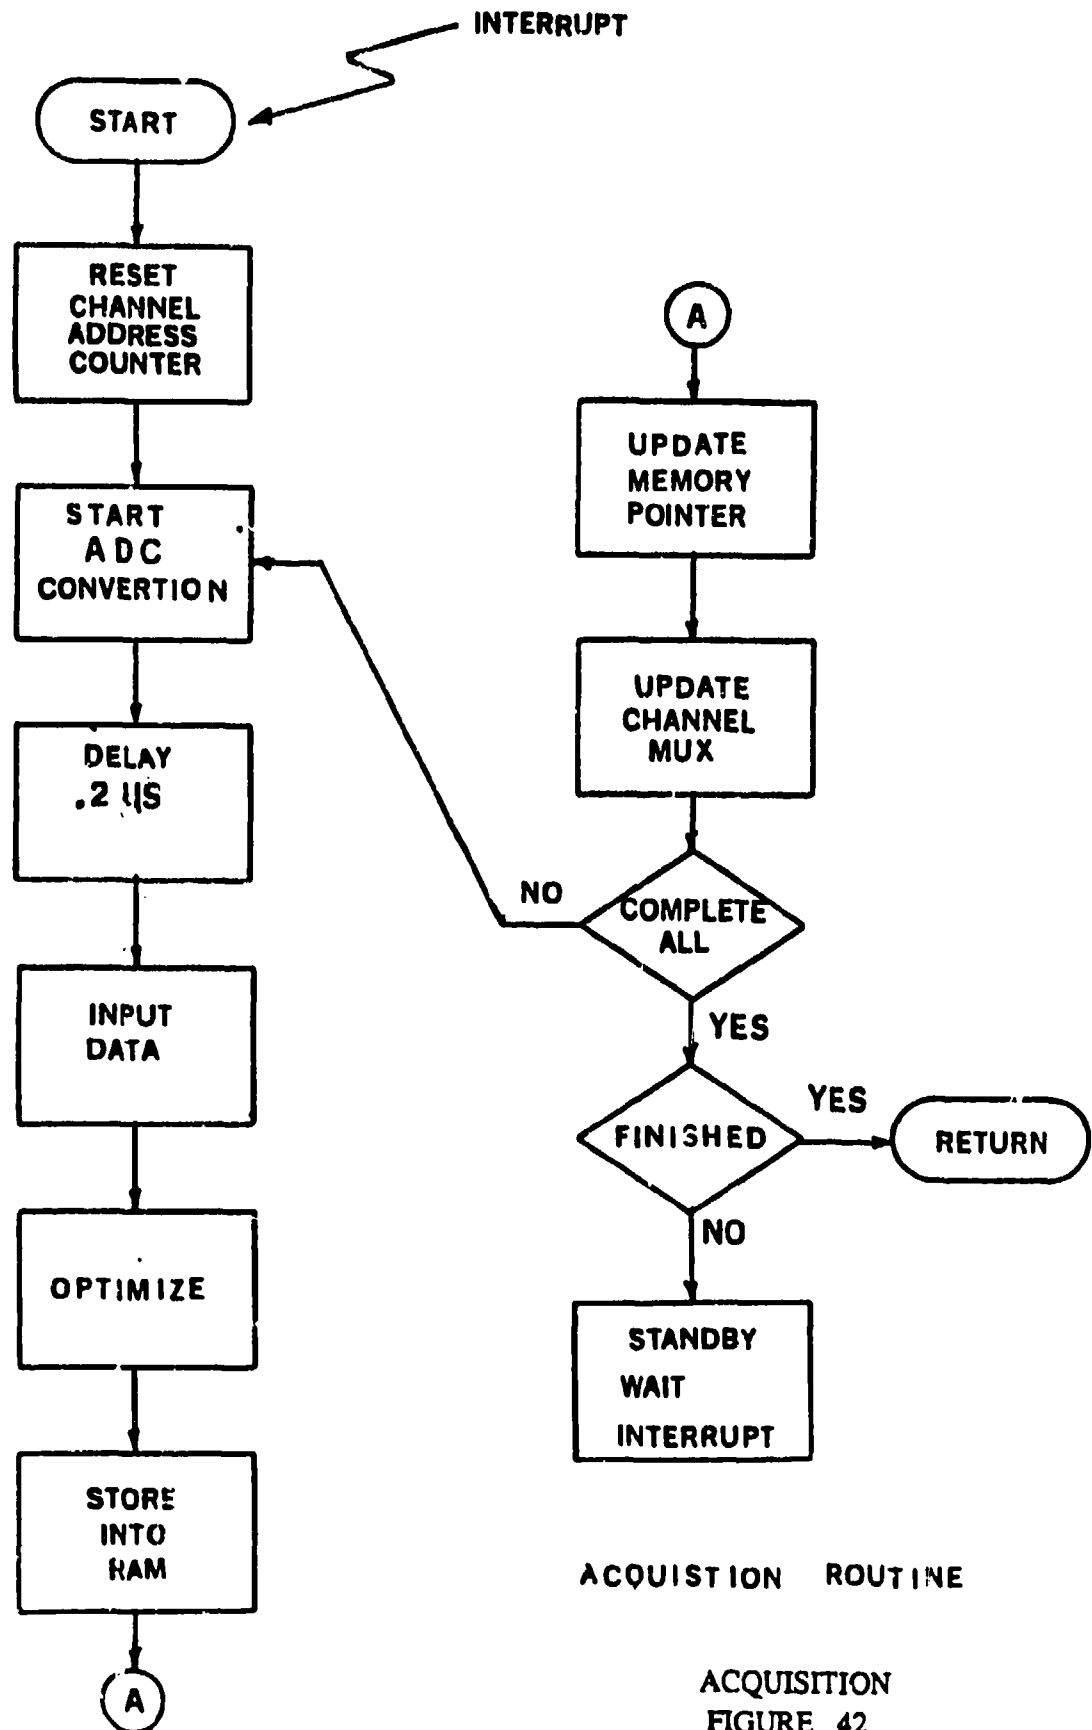 INTERRUPT
START
RESET
CHANNEL
ADDRESS
COUNTER
START
ADC
CONVERTION
DELAY
.2 US
INPUT
DATA
OPTIMIZE
STORE
INTO
RAM
A
A
UPDATE
MEMORY
POINTER
UPDATE
CHANNEL
MUX
COMPLETE
ALL
NO
YES
FINISHED
YES
RETURN
NO
STANDBY
WAIT
INTERRUPT
ACQUISTION ROUTINE
ACQUISITION
FIGURE 42